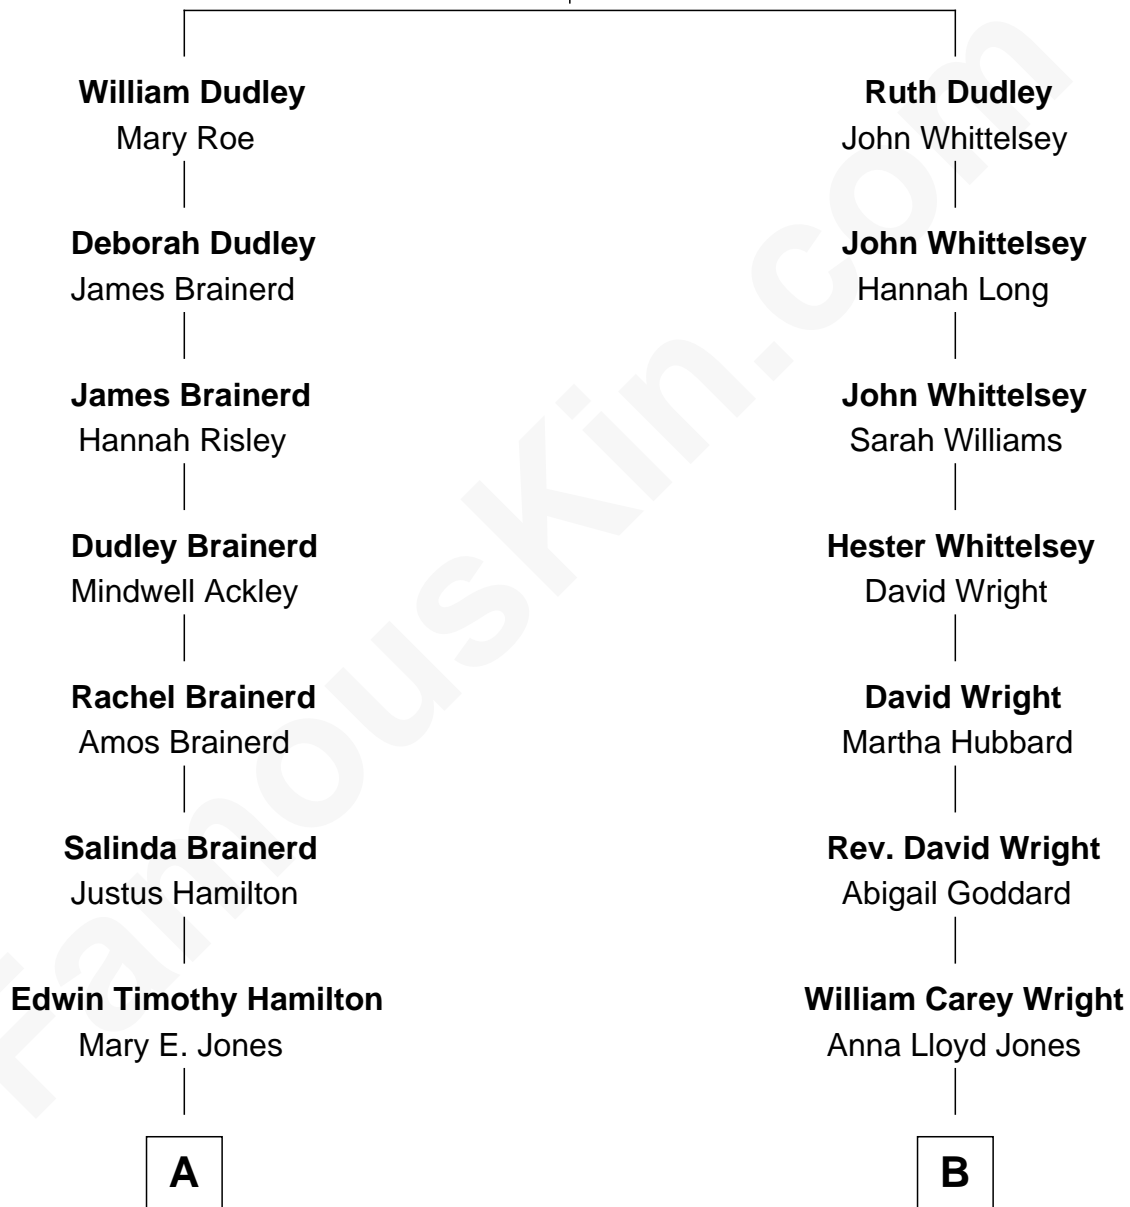 William Dudley
Mary Roe
Ruth Dudley
John Whittelsey
Deborah Dudley
James Brainerd
John Whittelsey
Hannah Long
James Brainerd
Hannah Risley
John Whittelsey
Sarah Williams
Dudley Brainerd
Mindwell Ackley
Hester Whittelsey
David Wright
Rachel Brainerd
Amos Brainerd
David Wright
Martha Hubbard
Salinda Brainerd
Justus Hamilton
Rev. David Wright
Abigail Goddard
Edwin Timothy Hamilton
Mary E. Jones
William Carey Wright
Anna Lloyd Jones
A
B
FamousKin.com